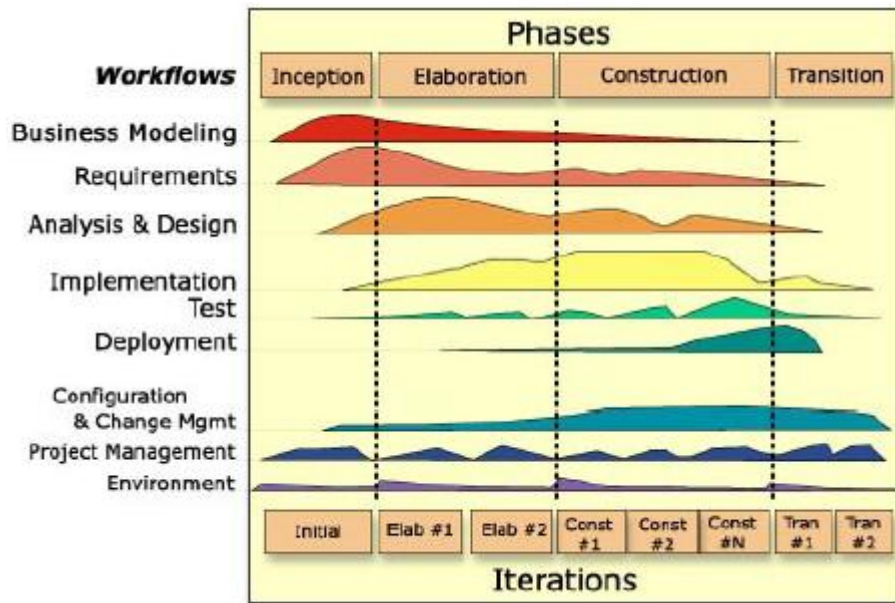 Phases
Workflows
Inception
Elaboration
Construction
Transition
Business Modeling
Requirements
Analysis & Design
Implementation
Test
Deployment
Configuration
& Change Mgmt
Project Management
Environment
Initial
Elab #1
Elab #2
Const
#1
Const
#2
Const
#N
Tran
#1
Tran
#2
Iterations